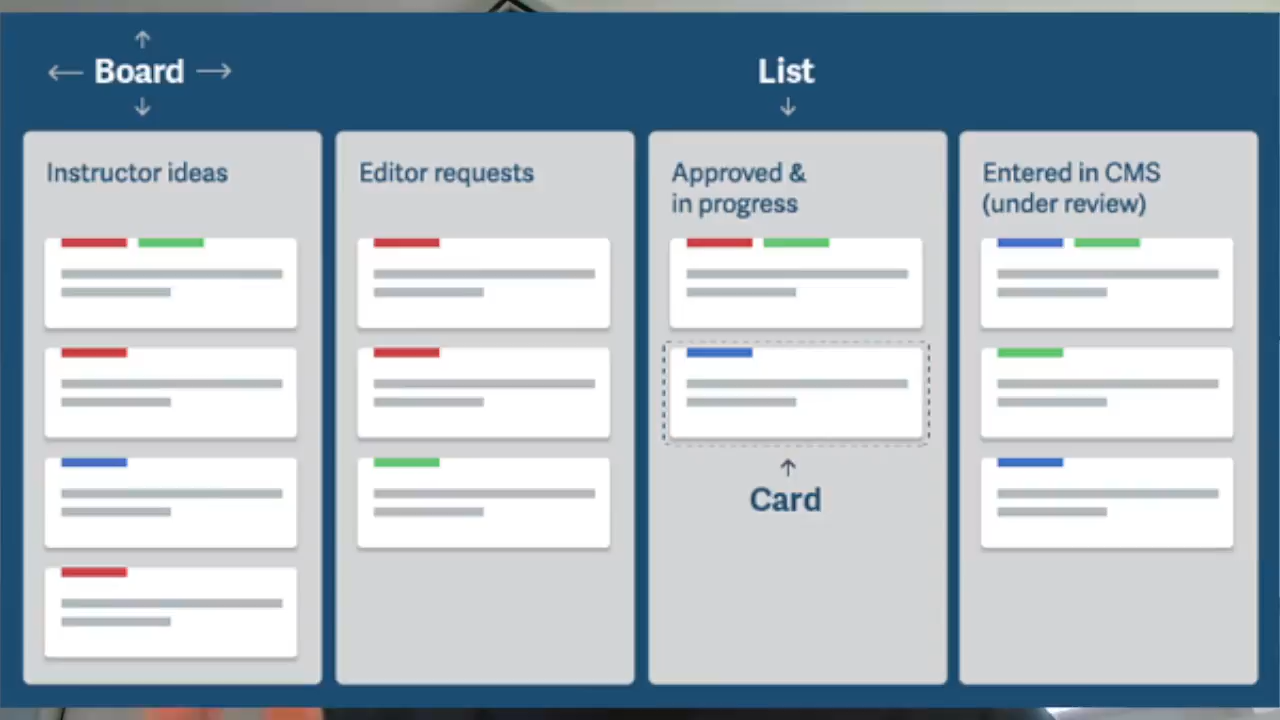 Board
List
Instructor ideas
Editor requests
Approved &
in progress
Entered in CMS
(under review)
Card